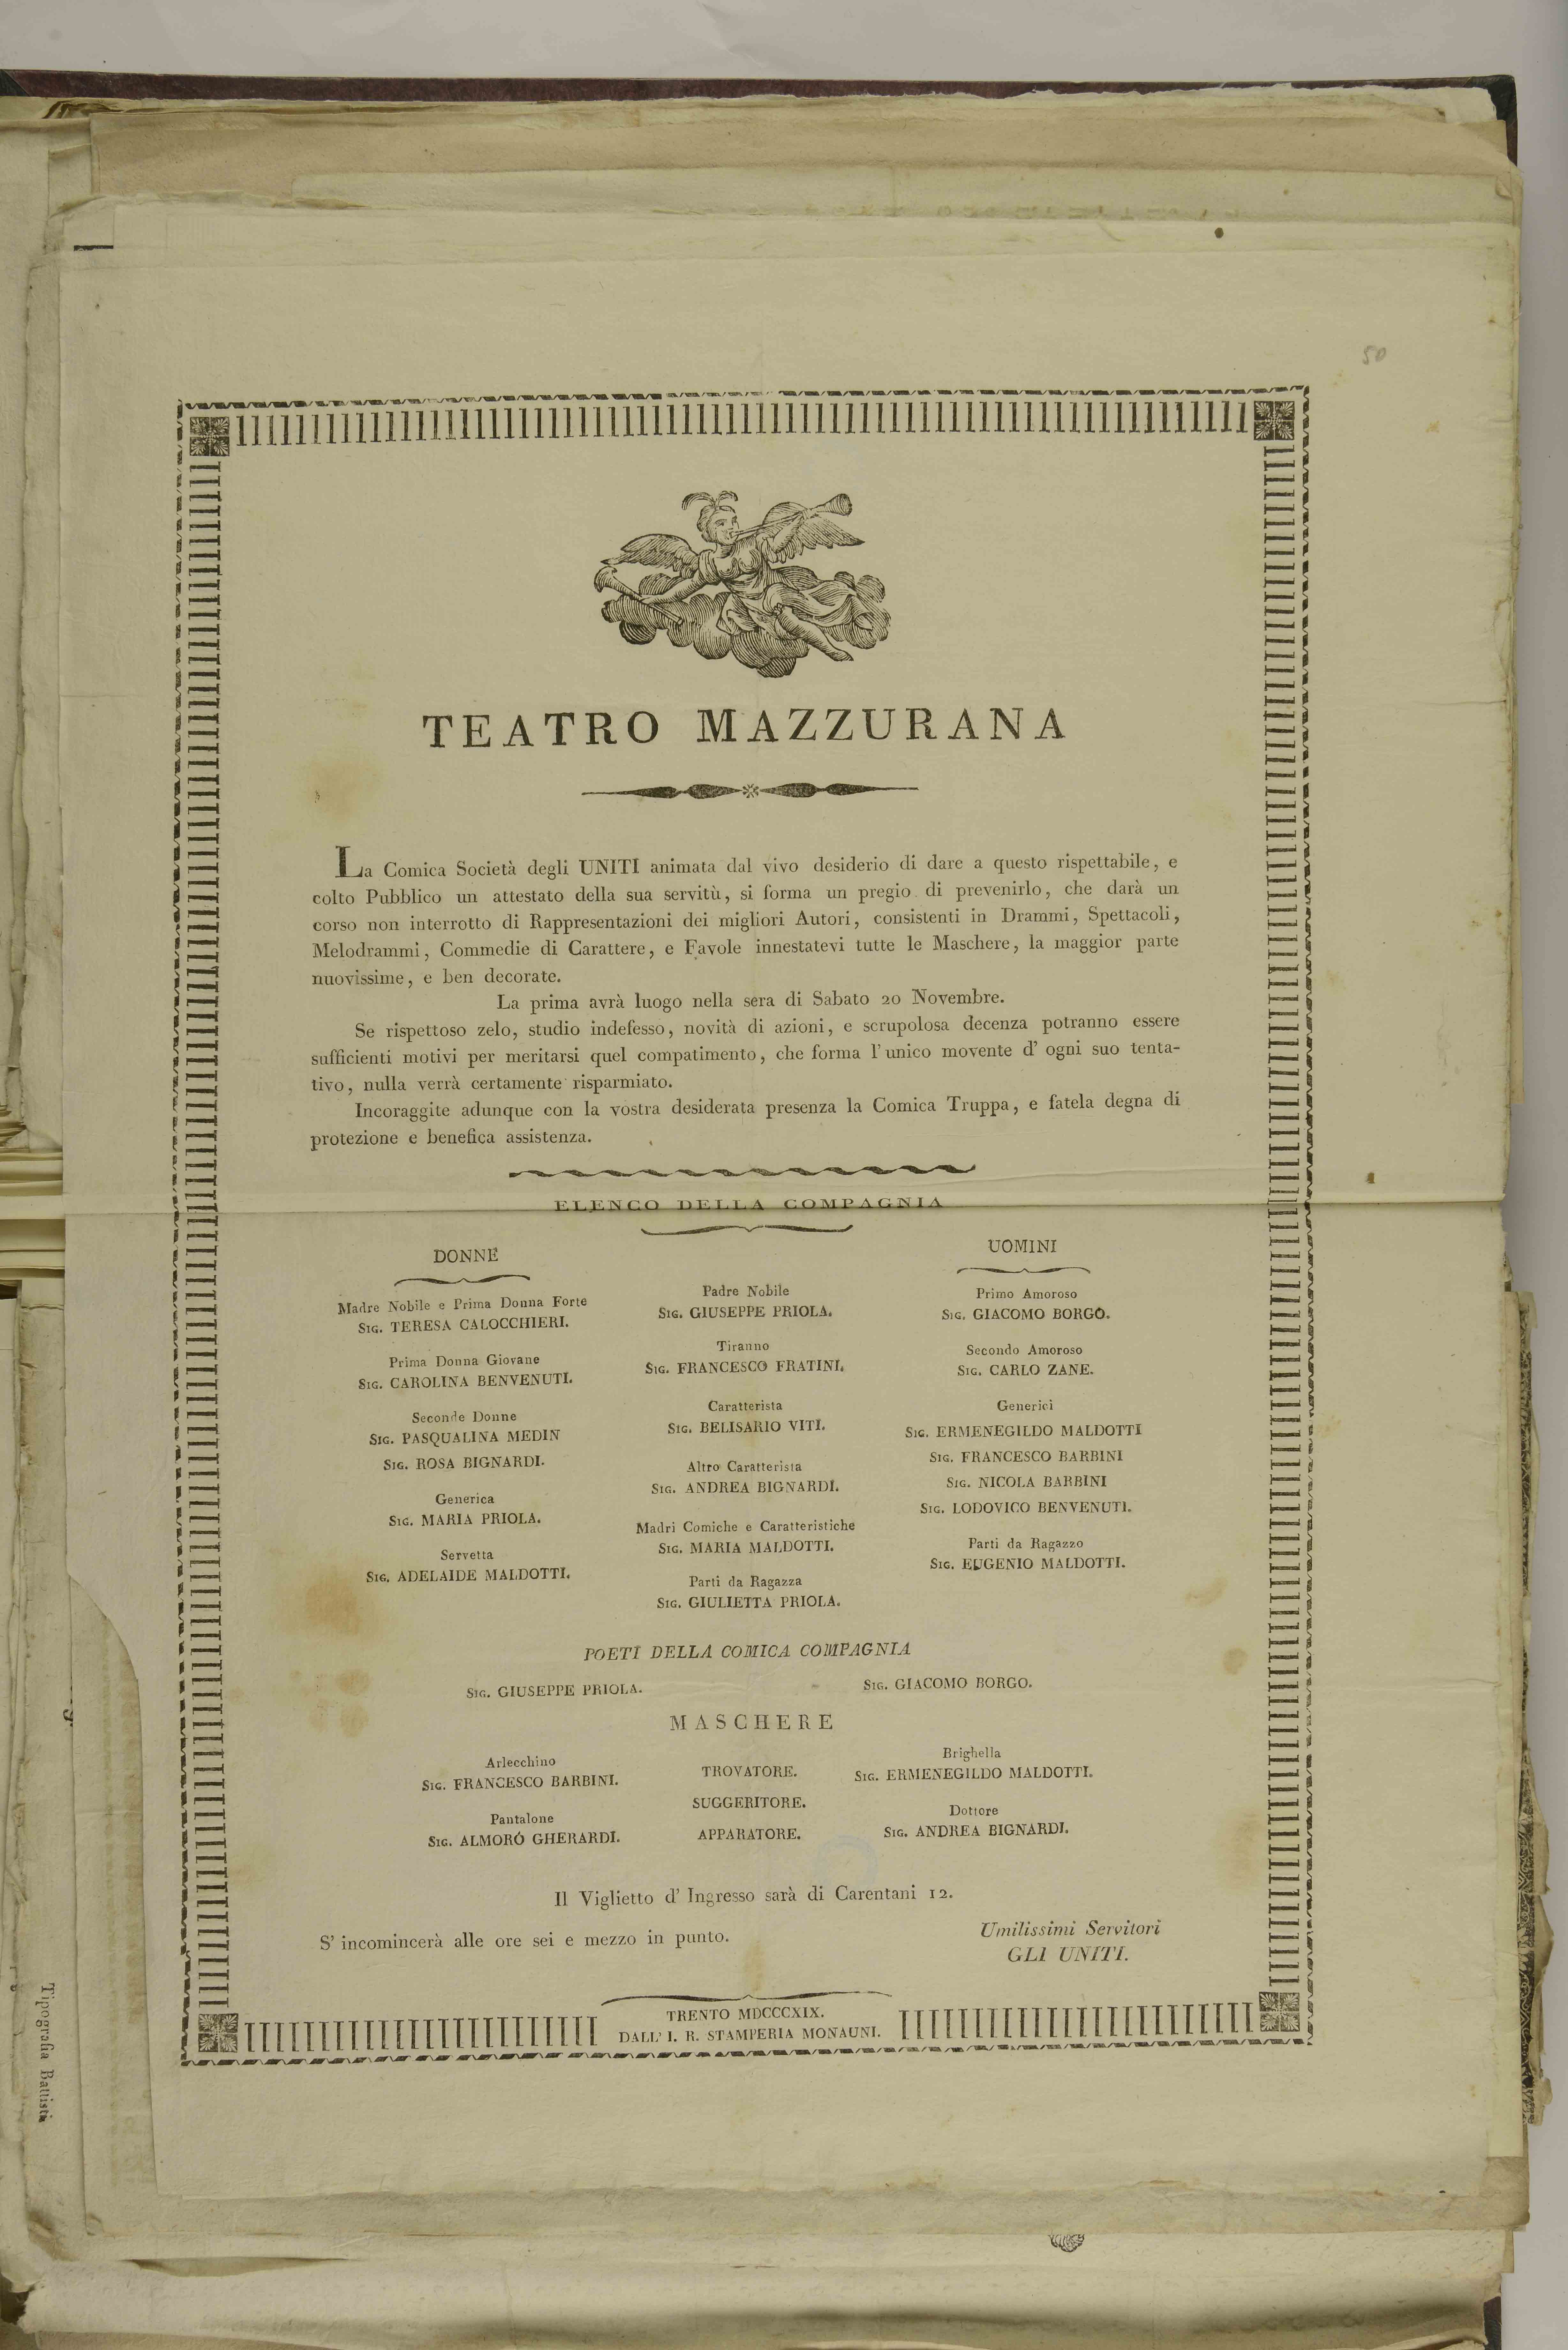 50
TEATRO MAZZURANA
La Comica Società degli UNITI animata dal vivo desiderio di dare a questo rispettabile, e
colto Pubblico un attestato della sua servitù, si forma un pregio di prevenirlo, che darà un
corso non interrotto di Rappresentazioni dei migliori Autori, consistenti in Drammi, Spettacoli,
Melodrammi, Commedie di Carattere, e Favole innestatevi tutte le Maschere, la maggior parte
nuovissime, e ben decorate.
La prima avrà luogo nella sera di Sabato 20 Novembre.
Se rispettoso zelo, studio indefesso, novità di azioni, e scrupolosa decenza potranno essere
sufficienti motivi per meritarsi quel compatimento, che forma l'unico movente d' ogni suo tenta-
tivo, nulla verrà certamente risparmiato.
Incoraggite adunque con la vostra desiderata presenza la Comica Truppa, e fatela degna di
protezione e benefica assistenza.
ELENCO DELLA COMPAGNIA
DONNE
Madre Nobile e Prima Donna Forte
SIG. TERESA CALOCCHIERI.
Prima Donna Giovane
SIG. CAROLINA BENVENUTI.
Seconde Donne
SIG. PASQUALINA MEDIN
SIG. ROSA BIGNARDI.
Generica
SIG. MARIA PRIOLA.
Servetta
SIG. ADELAIDE MALDOTTI.
Padre Nobile
SIG. GIUSEPPE PRIOLA.
Tiranno
SIG. FRANCESCO FRATINI.
Caratterista
SIG. BELISARIO VITI.
Altro Caratterista
SIG. ANDREA BIGNARDI.
Madri Comiche e Caratteristiche
SIG. MARIA MALDOTTI.
Parti da Ragazza
SIG. GIULIETTA PRIOLA.
UOMINI
Primo Amoroso
SIG. GIACOMO BORGO.
Secondo Amoroso
SIG. CARLO ZANE.
Generici
SIG. ERMENEGILDO MALDOTTI
SIG. FRANCESCO BARBINI
SIG. NICOLA BARBINI
SIG. LODOVICO BENVENUTI.
Parti da Ragazzo
SIG. EUGENIO MALDOTTI.
POETI DELLA COMICA COMPAGNIA
SIG. GIUSEPPE PRIOLA.
SIG. GIACOMO BORGO.
MASCHERE
Arlecchino
SIG. FRANCESCO BARBINI.
Pantalone
SIG. ALMORÓ GHERARDI.
TROVATORE.
SUGGERITORE.
APPARATORE.
Brighella
SIG. ERMENEGILDO MALDOTTI.
Dottore
SIG. ANDREA BIGNARDI.
Il Viglietto d' Ingresso sarà di Carentani 12.
S' incomincerà alle ore sei e mezzo in punto.
Umilissimi Servitori
GLI UNITI.
TRENTO MDCCCXIX.
DALL' I. R. STAMPERIA MONAUNI.
Tipografia Battisti